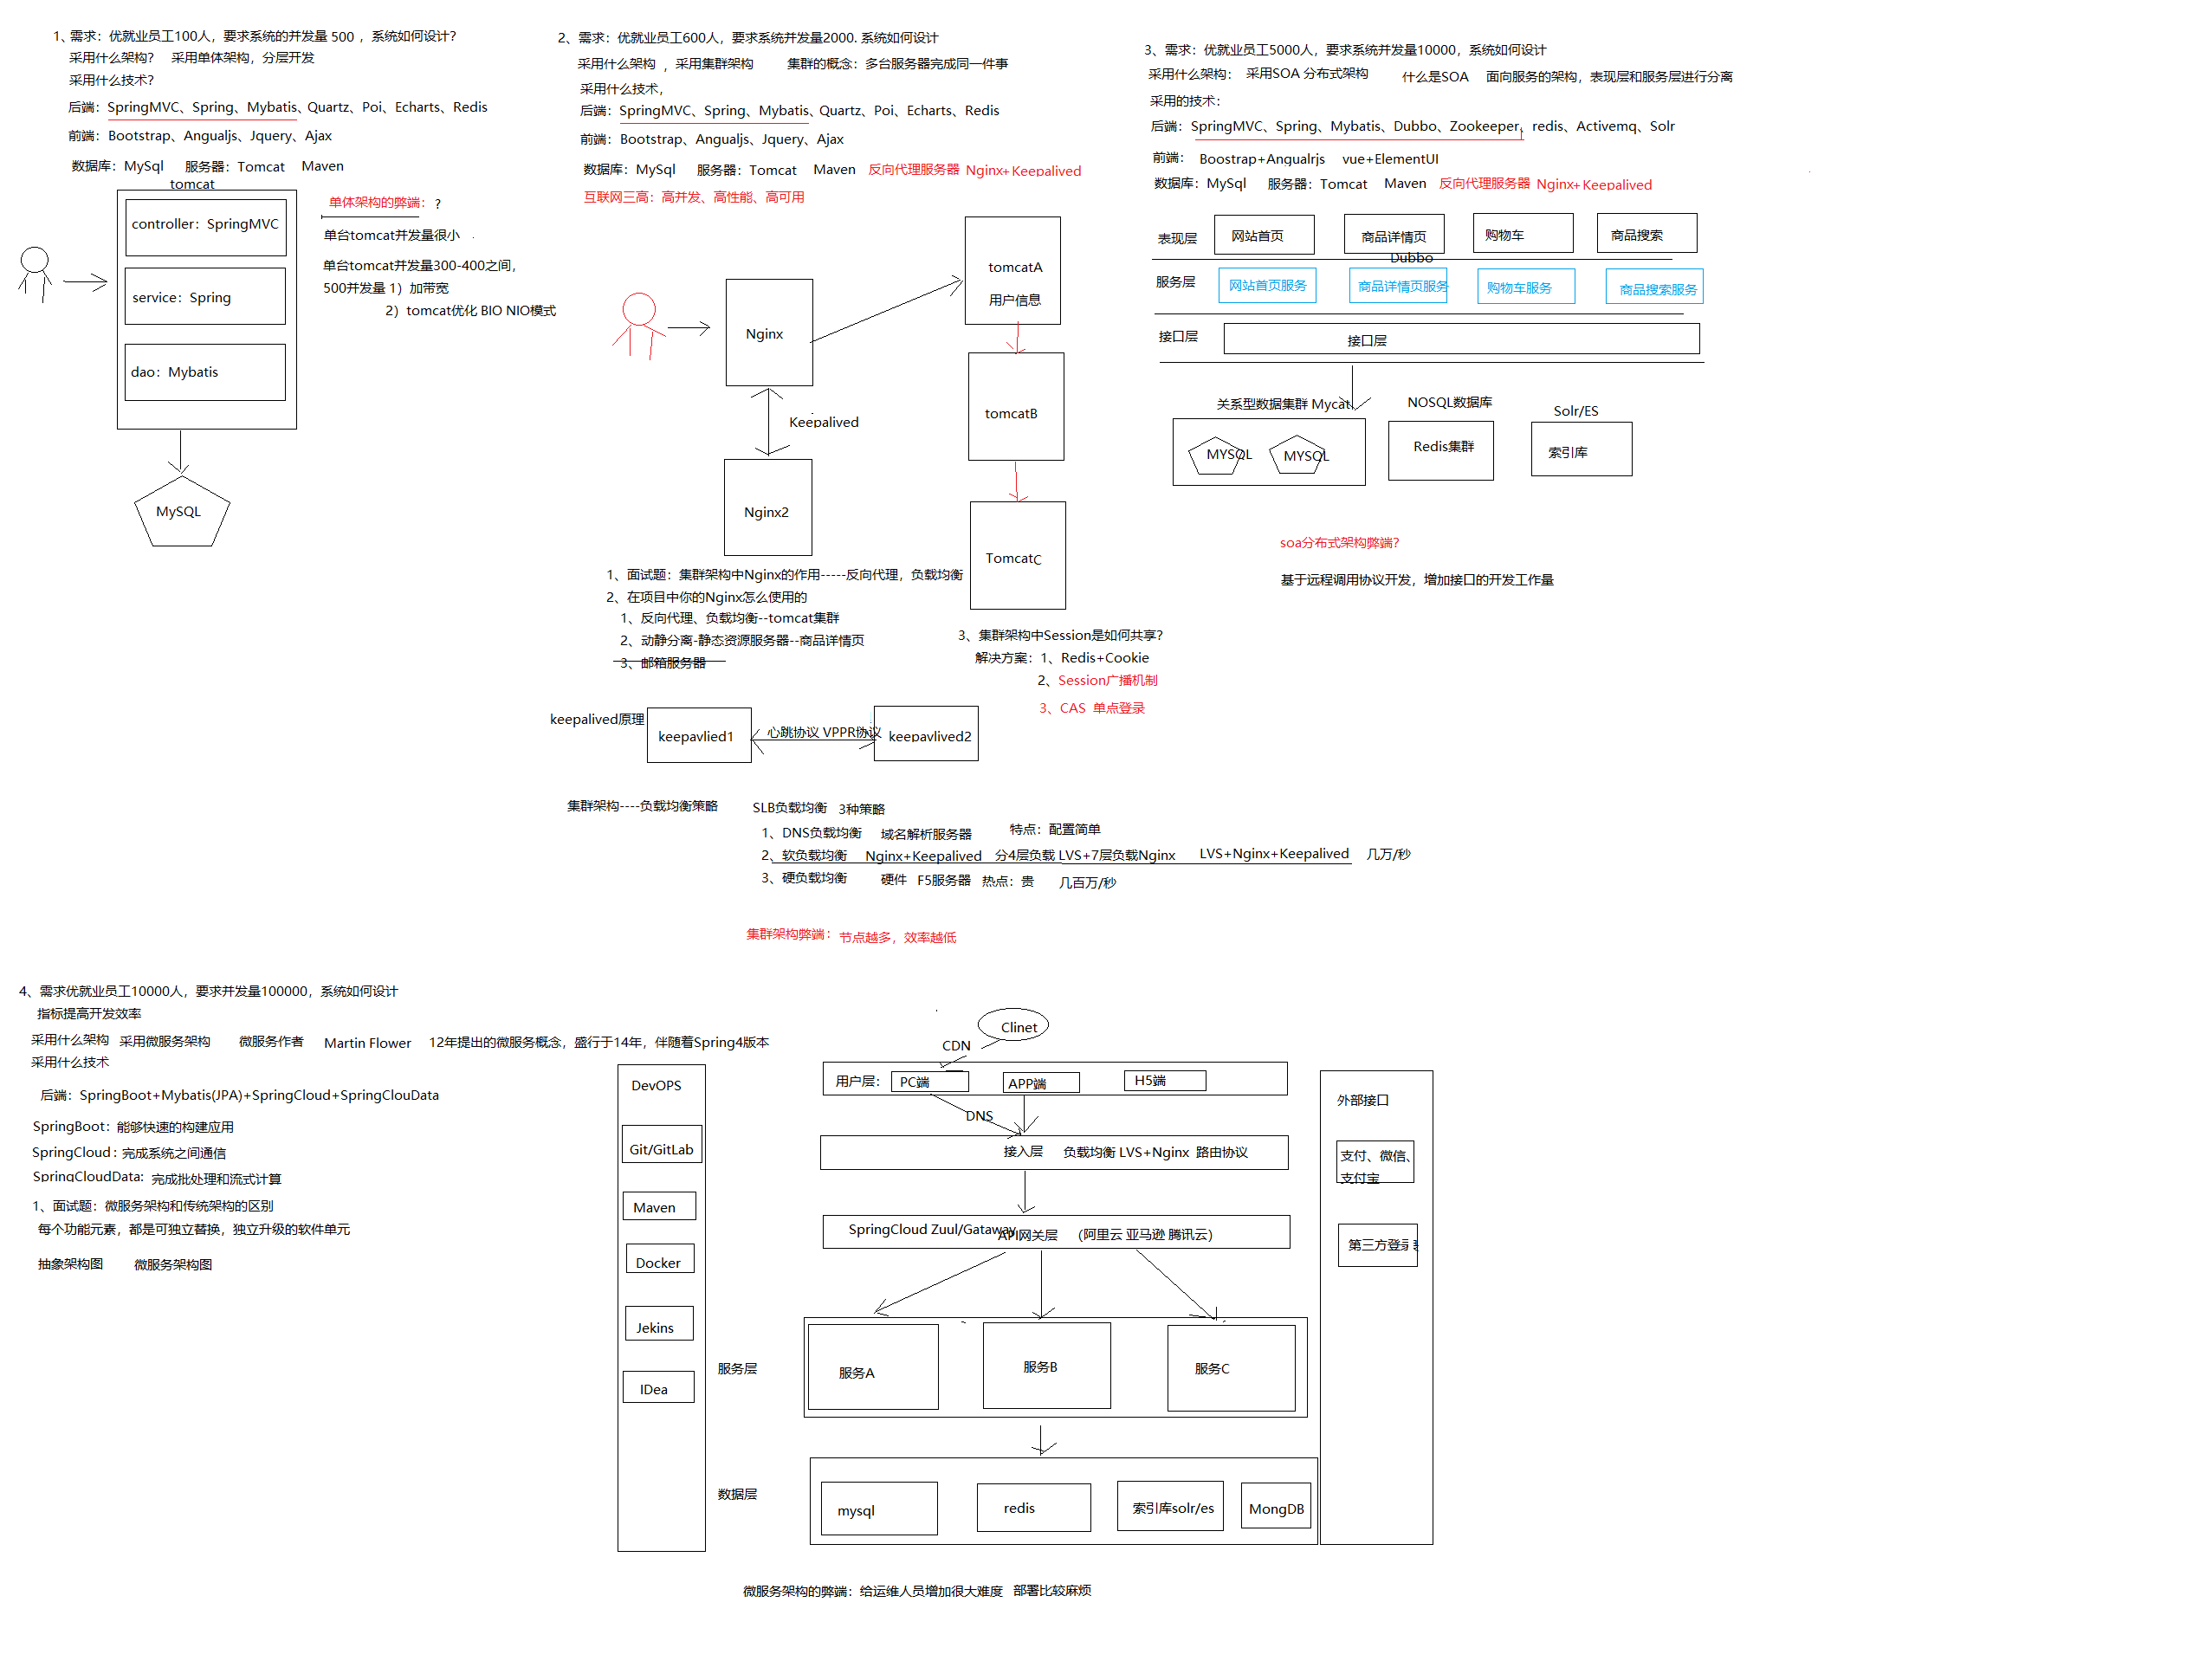 1、需求：优就业员工100人，要求系统的并发量 500 ，系统如何设计?
采用什么架构? 采用单体架构，分层开发
采用什么技术?
后端：SpringMVC、Spring、Mybatis、Quartz、Poi、Echarts、Redis
前端：Bootstrap、Angualjs、Jquery、Ajax
数据库：MySql 服务器：Tomcat Maven
tomcat
controller：SpringMVC
service：Spring
dao：Mybatis
MySQL
单体架构的弊端：?
单台tomcat并发量很小
单台tomcat并发量300-400之间，
500并发量 1）加带宽
2）tomcat优化 BIO NIO模式
2、需求：优就业员工600人，要求系统并发量2000. 系统如何设计
采用什么架构 ，采用集群架构 集群的概念：多台服务器完成同一件事
采用什么技术，
后端：SpringMVC、Spring、Mybatis、Quartz、Poi、Echarts、Redis
前端：Bootstrap、Angualjs、Jquery、Ajax
数据库：MySql 服务器：Tomcat Maven 反向代理服务器 Nginx+Keepalived
互联网三高：高并发、高性能、高可用
Nginx
Keepalived
Nginx2
tomcatA
用户信息
tomcatB
TomcatC
1、面试题：集群架构中Nginx的作用-----反向代理，负载均衡
2、在项目中你的Nginx怎么使用的
1、反向代理、负载均衡--tomcat集群
2、动静分离-静态资源服务器--商品详情页
3、邮箱服务器
3、集群架构中Session是如何共享?
解决方案：1、Redis+Cookie
2、Session广播机制
3、CAS 单点登录
keepalived原理
keepavlied1
心跳协议 VPPR协议
keepavlived2
集群架构----负载均衡策略 SLB负载均衡 3种策略
1、DNS负载均衡 域名解析服务器 特点：配置简单
2、软负载均衡 Nginx+Keepalived 分4层负载 LVS+7层负载Nginx LVS+Nginx+Keepalived 几万/秒
3、硬负载均衡 硬件 F5服务器 热点：贵 几百万/秒
集群架构弊端：节点越多，效率越低
3、需求：优就业员工5000人，要求系统并发量10000，系统如何设计
采用什么架构： 采用SOA 分布式架构 什么是SOA 面向服务的架构，表现层和服务层进行分离
采用的技术：
后端：SpringMVC、Spring、Mybatis、Dubbo、Zookeeper，redis、Activemq、Solr
前端： Boostrap+Anqualrjs vue+ElementUI
数据库：MySql 服务器：Tomcat Maven 反向代理服务器 Nginx+Keepalived
表现层 网站首页 商品详情页 购物车 商品搜索
Dubbo
服务层 网站首页服务 商品详情页服务 购物车服务 商品搜索服务
接口层 接口层
关系型数据集群 Mycat NOSQL数据库 Solr/ES
MYSQL MYSQL Redis集群 索引库
soa分布式架构弊端?
基于远程调用协议开发，增加接口的开发工作量
4、需求优就业员工10000人，要求并发量100000，系统如何设计
指标提高开发效率
采用什么架构 采用微服务架构 微服务作者 Martin Flower 12年提出的微服务概念，盛行于14年，伴随着Spring4版本
采用什么技术
后端：SpringBoot+Mybatis(JPA)+SpringCloud+SpringClouData
SpringBoot：能够快速的构建应用
SpringCloud：完成系统之间通信
SpringCloudData：完成批处理和流式计算
1、面试题：微服务架构和传统架构的区别
每个功能元素，都是可独立替换，独立升级的软件单元
抽象架构图 微服务架构图
DevOPS
Git/GitLab
Maven
Docker
Jekins
IDea
Clinet
CDN
用户层： PC端 APP端 H5端
DNS
接入层 负载均衡 LVS+Nginx 路由协议
SpringCloud Zuul/Gataway API网关层 （阿里云 亚马逊 腾讯云）
服务层 服务A 服务B 服务C
数据层 mysql redis 索引库solr/es MongDB
外部接口
支付、微信、
支付宝
第三方登录
微服务架构的弊端：给运维人员增加很大难度 部署比较麻烦